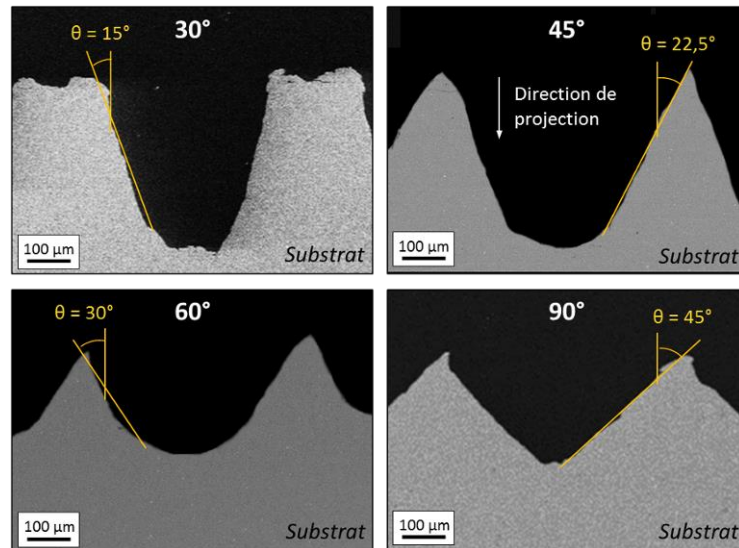 30°
θ = 15°
100 µm
Substrat
45°
θ = 22,5°
Direction de
projection
100 µm
Substrat
60°
θ = 30°
100 µm
Substrat
90°
θ = 45°
100 µm
Substrat